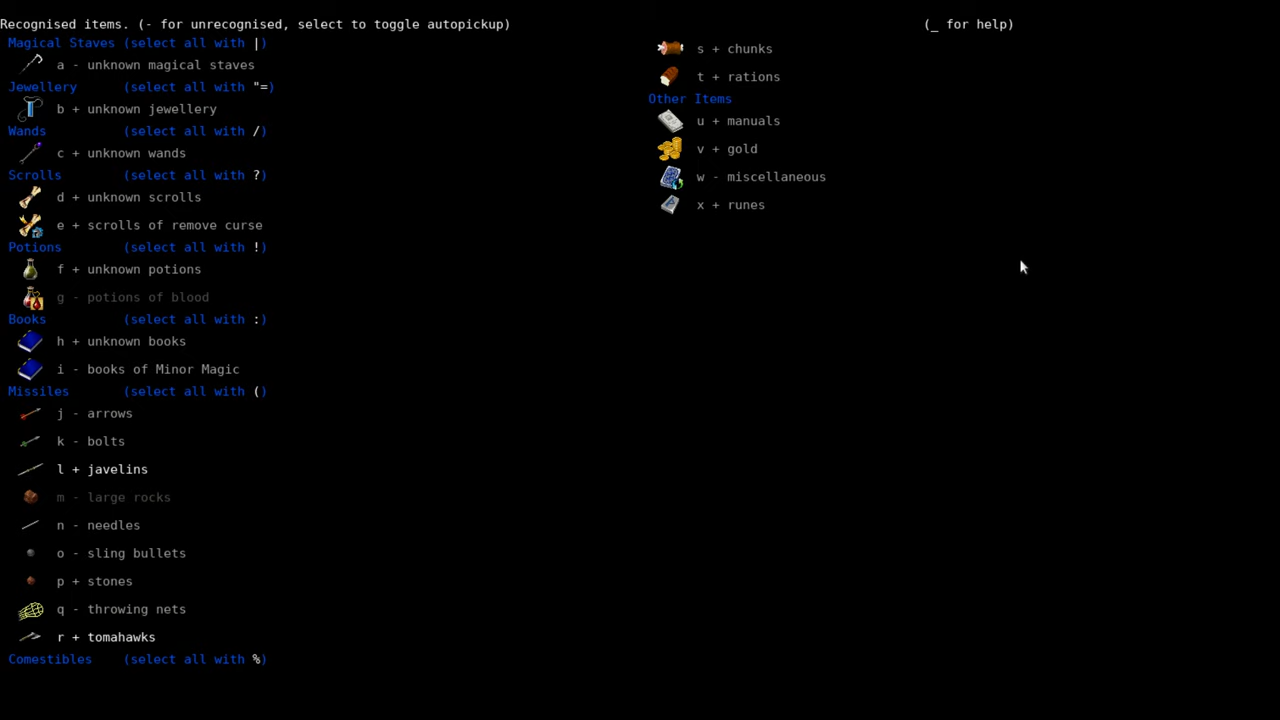 Recognised items. (- for unrecognised, select to toggle autopickup)
(_ for help)
Magical Staves (select all with |)
a - unknown magical staves
Jewellery (select all with "=)
b + unknown jewellery
Wands (select all with /)
c + unknown wands
Scrolls (select all with ?)
d + unknown scrolls
e + scrolls of remove curse
Potions (select all with !)
f + unknown potions
g - potions of blood
Books (select all with :)
h + unknown books
i - books of Minor Magic
Missiles (select all with ()
j - arrows
k - bolts
l + javelins
m - large rocks
n - needles
o - sling bullets
p + stones
q - throwing nets
r + tomahawks
Comestibles (select all with %)
s + chunks
t + rations
Other Items
u + manuals
v + gold
w - miscellaneous
x + runes